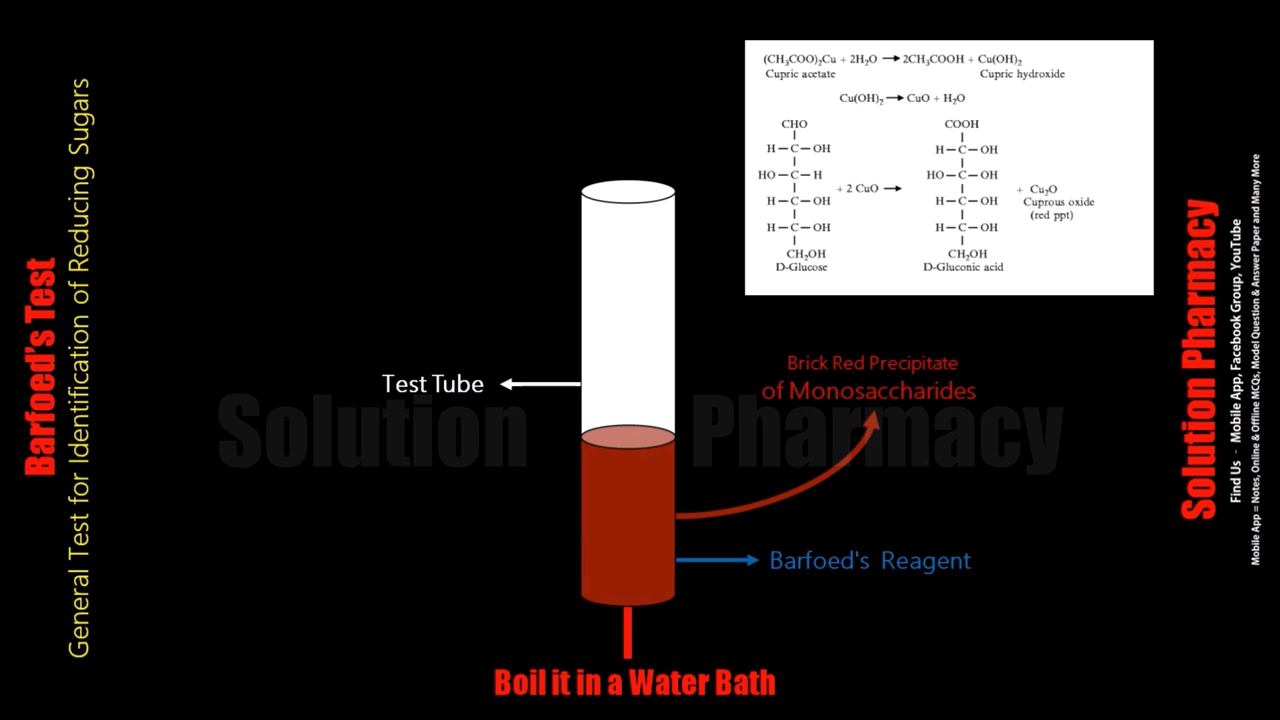 Barfoed's Test
General Test for Identification of Reducing Sugars
(CH₃COO)₂Cu + 2H₂O → 2CH₃COOH + Cu(OH)₂
Cupric acetate Cupric hydroxide
Cu(OH)₂ → CuO + H₂O
CHO COOH
H—C—OH H—C—OH
HO—C—H HO—C—OH
+ 2 CuO → + Cu₂O
H—C—OH H—C—OH Cuprous oxide
(red ppt)
H—C—OH H—C—OH
CH₂OH CH₂OH
D-Glucose D-Gluconic acid
Brick Red Precipitate
of Monosaccharides
Test Tube
Solution Pharmacy
Barfoed's Reagent
Boil it in a Water Bath
Solution Pharmacy
Find Us - Mobile App, Facebook Group, YouTube
Mobile App = Notes, Online & Offline MCQs, Model Question & Answer Paper and Many More